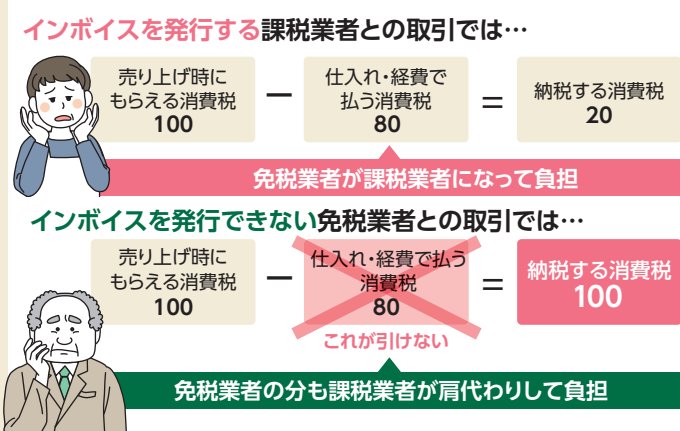 インボイスを発行する課税業者との取引では…
売り上げ時に
もらえる消費税
100
ー
仕入れ・経費で
払う消費税
80
＝
納税する消費税
20
免税業者が課税業者になって負担
インボイスを発行できない免税業者との取引では…
売り上げ時に
もらえる消費税
100
ー
仕入れ・経費で払う
消費税
80
これが引けない
＝
納税する消費税
100
免税業者の分も課税業者が肩代わりして負担